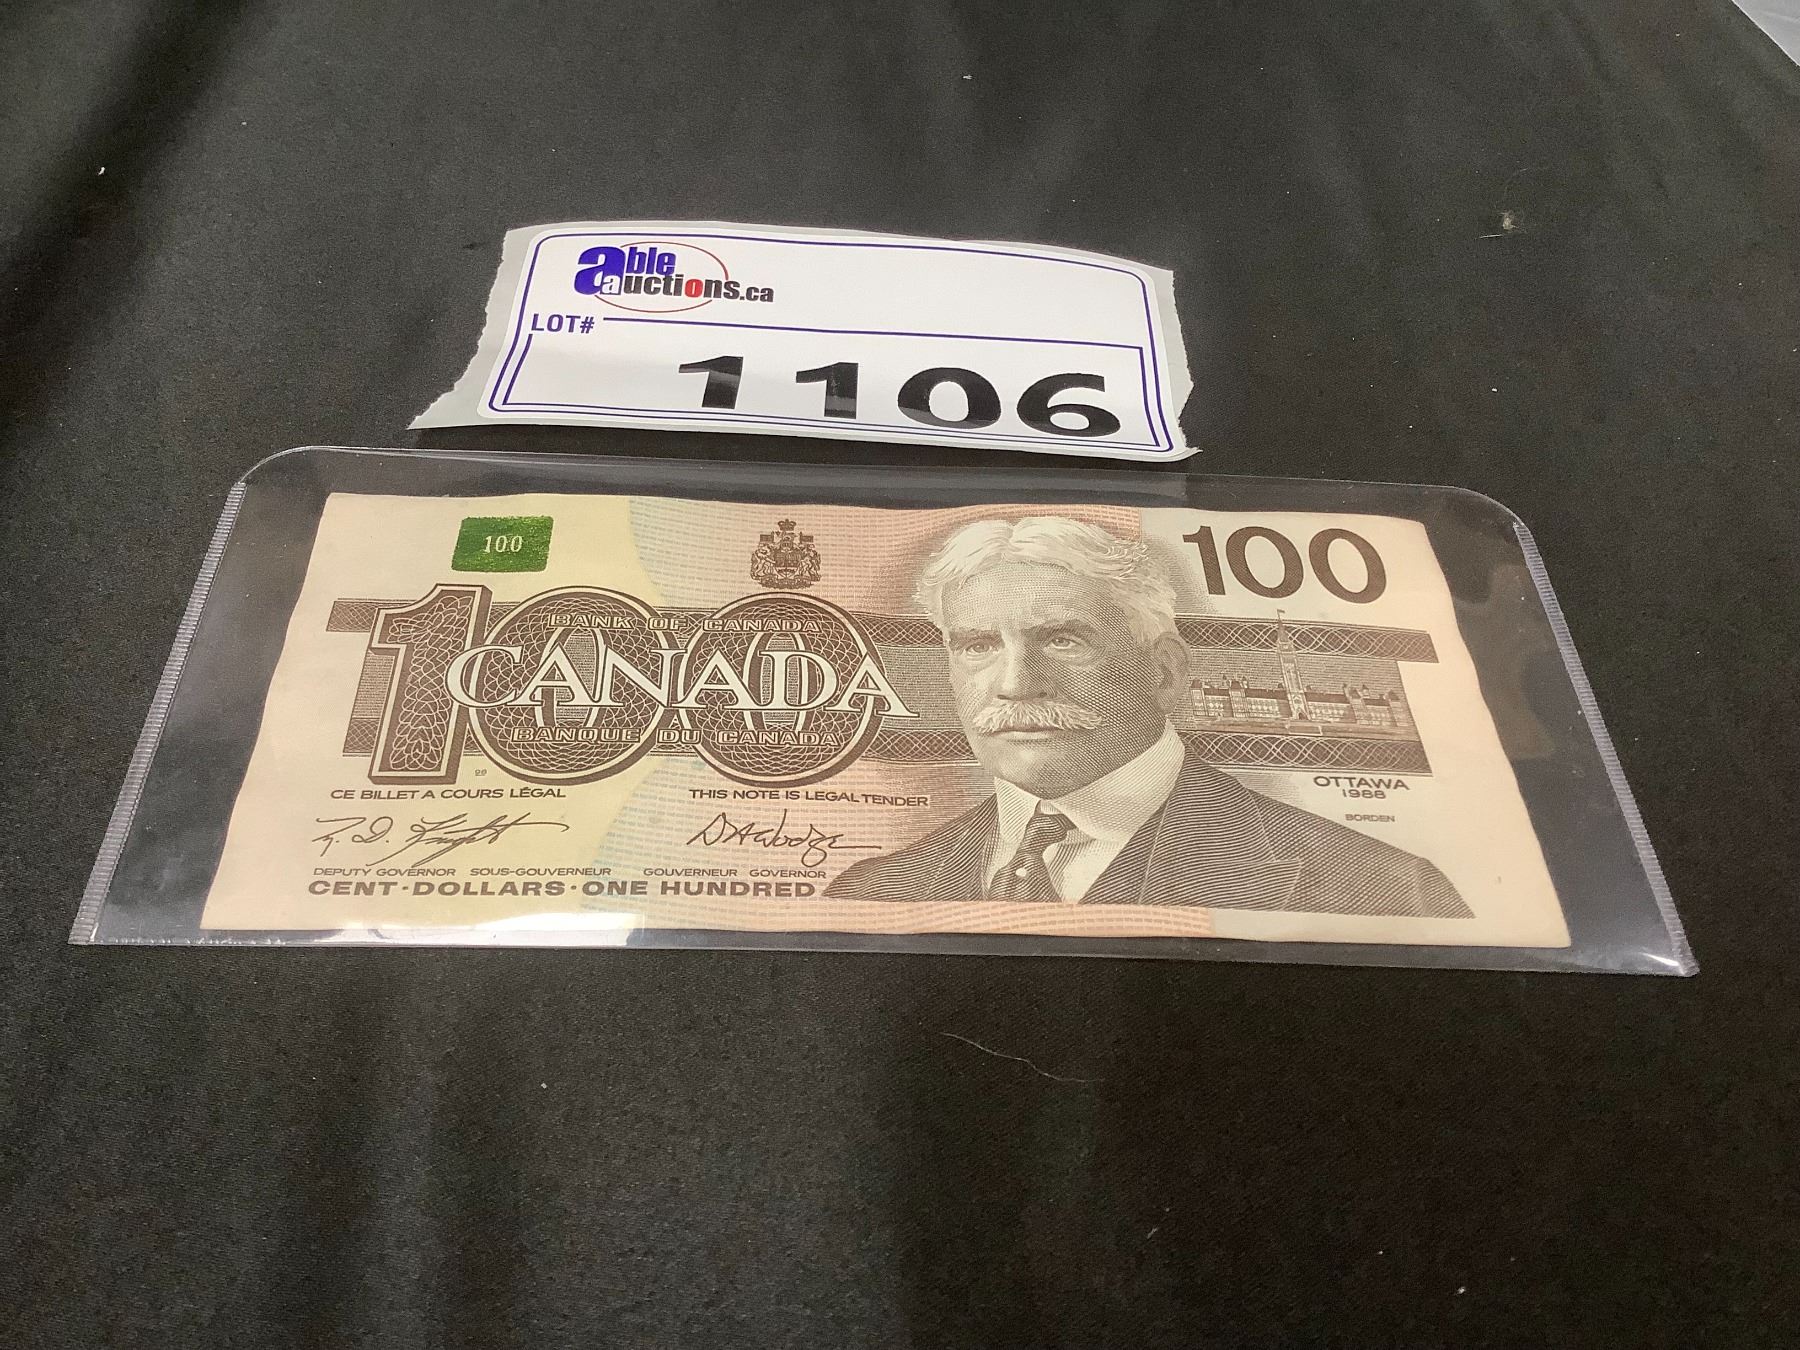 able
auctions.ca
LOT#
1106
100
100
BANK OF CANADA
100
CANADA
BANQUE DU CANADA
CE BILLET A COURS LÉGAL
THIS NOTE IS LEGAL TENDER
OTTAWA
1988
BORDEN
DEPUTY GOVERNOR SOUS-GOUVERNEUR GOUVERNEUR GOVERNOR
CENT·DOLLARS·ONE HUNDRED